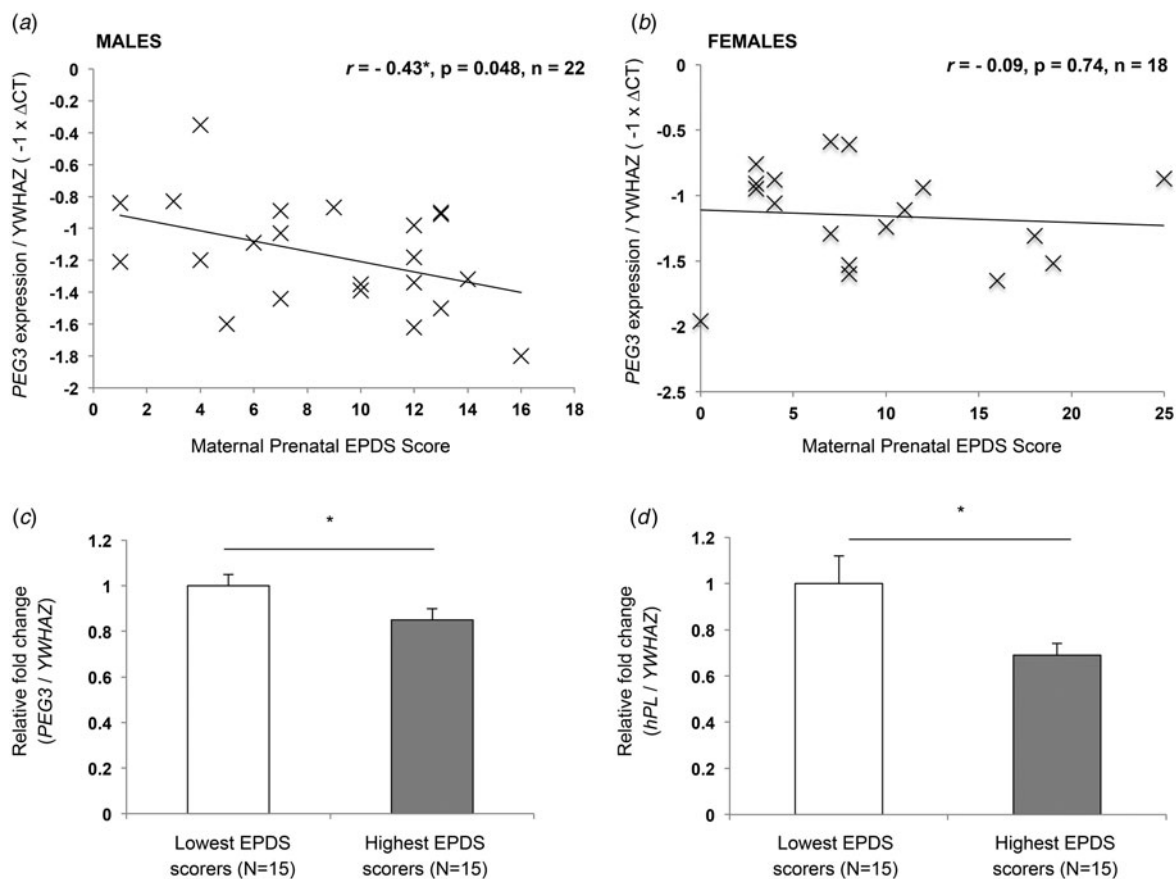 (a)
MALES
r = - 0.43*, p = 0.048, n = 22
PEG3 expression / YWHAZ ( -1 x ΔCT)
0
-0.2
-0.4
-0.6
-0.8
-1
-1.2
-1.4
-1.6
-1.8
-2
0 2 4 6 8 10 12 14 16 18
Maternal Prenatal EPDS Score
(b)
FEMALES
r = - 0.09, p = 0.74, n = 18
PEG3 expression / YWHAZ ( -1 x ΔCT)
0
-0.5
-1
-1.5
-2
-2.5
0 5 10 15 20 25
Maternal Prenatal EPDS Score
(c)
*
Relative fold change
(PEG3 / YWHAZ)
1.2
1
0.8
0.6
0.4
0.2
0
Lowest EPDS
scorers (N=15)
Highest EPDS
scorers (N=15)
(d)
*
Relative fold change
(hPL / YWHAZ)
1.2
1
0.8
0.6
0.4
0.2
0
Lowest EPDS
scorers (N=15)
Highest EPDS
scorers (N=15)